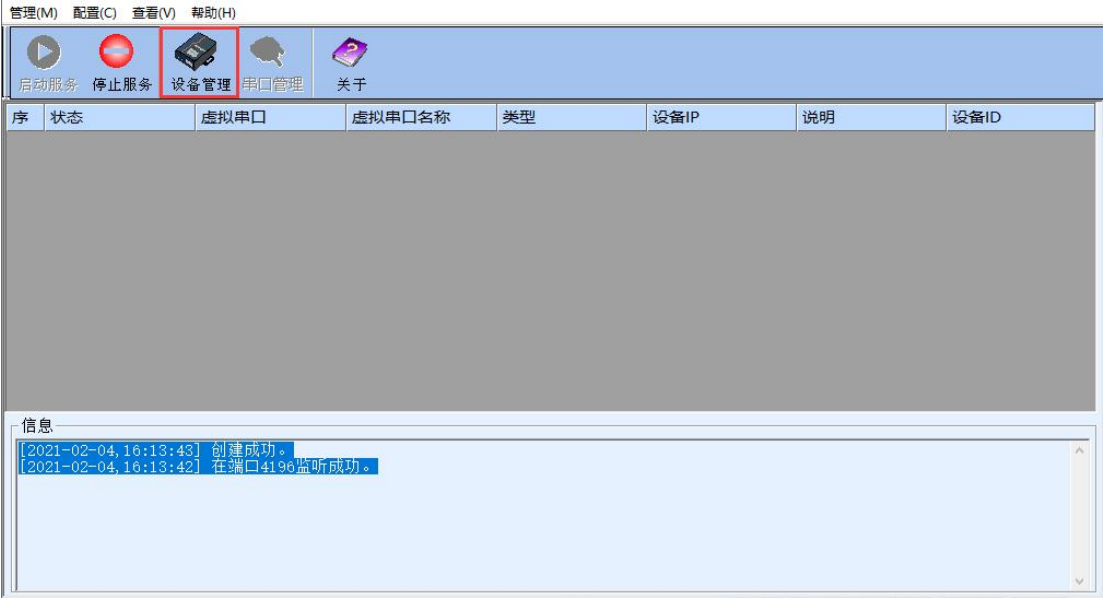 管理(M) 配置(C) 查看(V) 帮助(H)
启动服务 停止服务 设备管理 串口管理 关于
序 状态 虚拟串口 虚拟串口名称 类型 设备IP 说明 设备ID
信息
[2021-02-04,16:13:43] 创建成功。
[2021-02-04,16:13:42] 在端口4196监听成功。